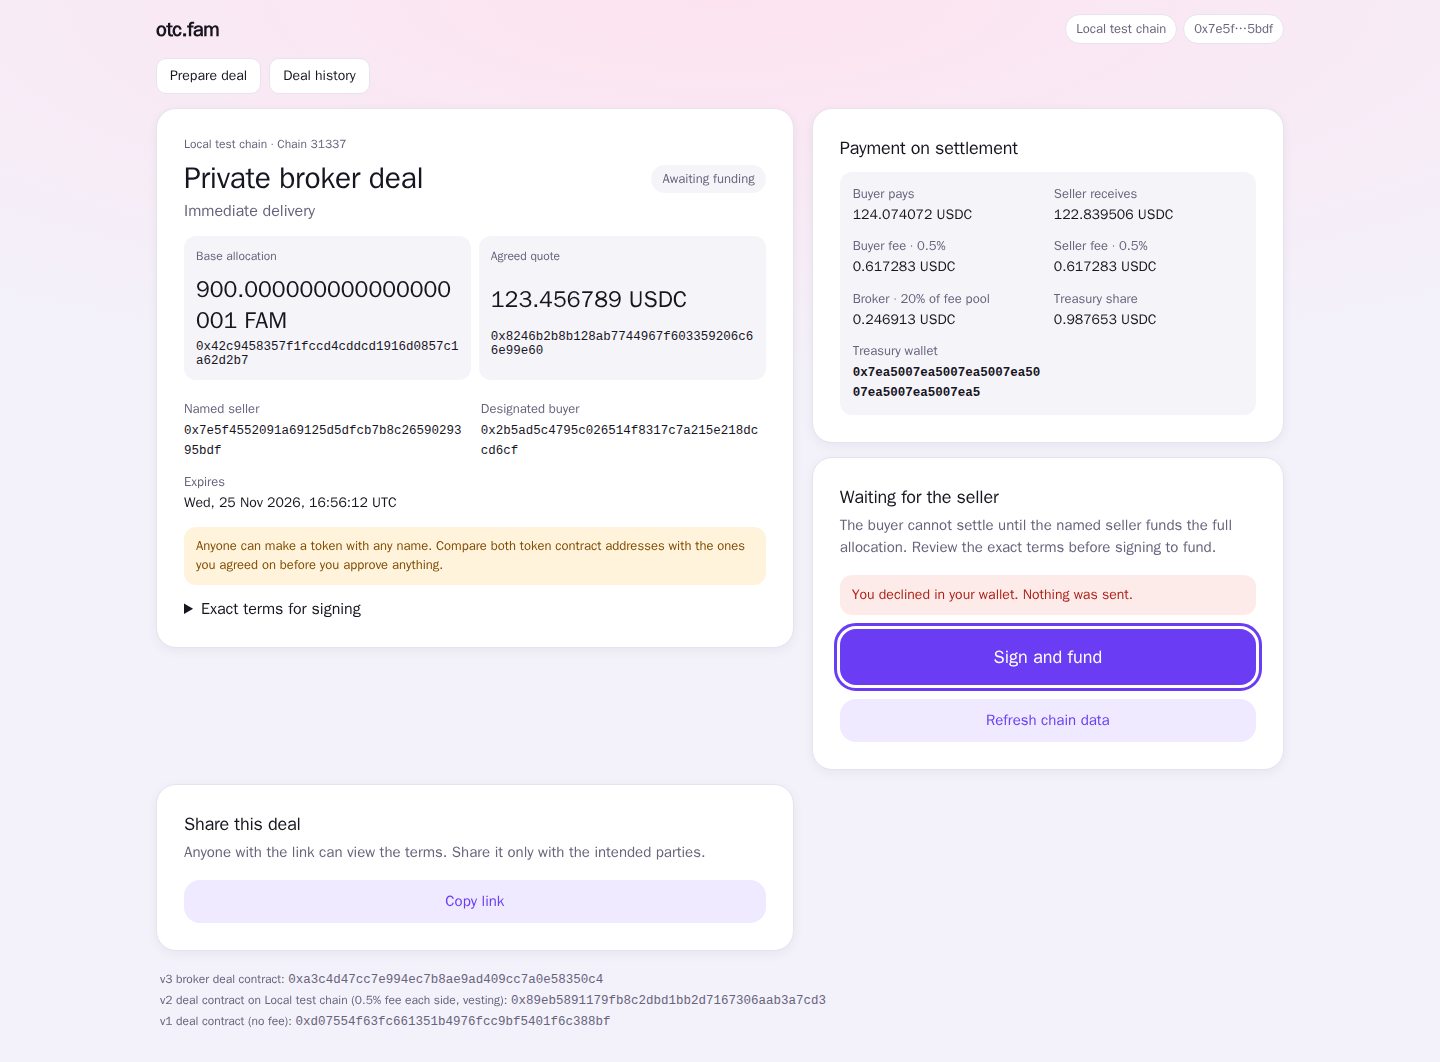 otc.fam
Local test chain
0x7e5f···5bdf
Prepare deal
Deal history
Local test chain · Chain 31337
Private broker deal
Awaiting funding
Immediate delivery
Base allocation
900.000000000000000
001 FAM
0x42c9458357f1fccd4cddcd1916d0857c1
a62d2b7
Agreed quote
123.456789 USDC
0x8246b2b8b128ab7744967f603359206c6
6e99e60
Named seller
0x7e5f4552091a69125d5dfcb7b8c26590293
95bdf
Designated buyer
0x2b5ad5c4795c026514f8317c7a215e218dc
cd6cf
Expires
Wed, 25 Nov 2026, 16:56:12 UTC
Anyone can make a token with any name. Compare both token contract addresses with the ones
you agreed on before you approve anything.
Exact terms for signing
Payment on settlement
Buyer pays
124.074072 USDC
Seller receives
122.839506 USDC
Buyer fee · 0.5%
0.617283 USDC
Seller fee · 0.5%
0.617283 USDC
Broker · 20% of fee pool
0.246913 USDC
Treasury share
0.987653 USDC
Treasury wallet
0x7ea5007ea5007ea5007ea50
07ea5007ea5007ea5
Waiting for the seller
The buyer cannot settle until the named seller funds the full
allocation. Review the exact terms before signing to fund.
You declined in your wallet. Nothing was sent.
Sign and fund
Refresh chain data
Share this deal
Anyone with the link can view the terms. Share it only with the intended parties.
Copy link
v3 broker deal contract: 0xa3c4d47cc7e994ec7b8ae9ad409cc7a0e58350c4
v2 deal contract on Local test chain (0.5% fee each side, vesting): 0x89eb5891179fb8c2dbd1bb2d7167306aab3a7cd3
v1 deal contract (no fee): 0xd07554f63fc661351b4976fcc9bf5401f6c388bf